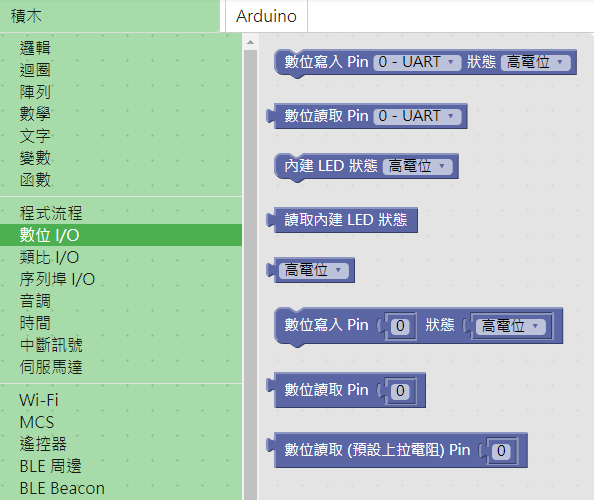 積木
Arduino
邏輯
迴圈
陣列
數學
文字
變數
函數
程式流程
數位 I/O
類比 I/O
序列埠 I/O
音調
時間
中斷訊號
伺服馬達
Wi-Fi
MCS
遙控器
BLE 周邊
BLE Beacon
數位寫入 Pin 0 - UART 狀態 高電位
數位讀取 Pin 0 - UART
內建 LED 狀態 高電位
讀取內建 LED 狀態
高電位
數位寫入 Pin 0 狀態 高電位
數位讀取 Pin 0
數位讀取 (預設上拉電阻) Pin 0